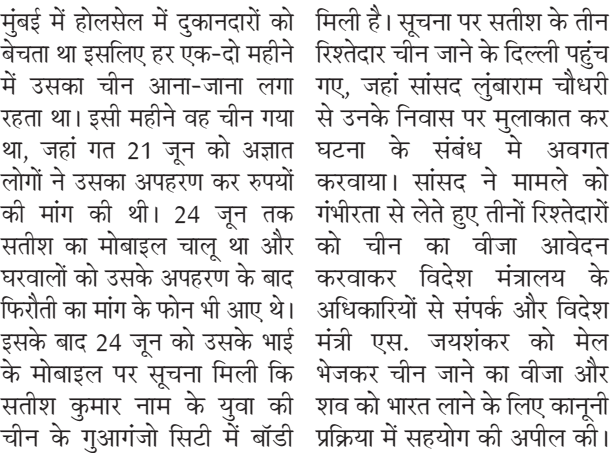 मुंबई में होलसेल में दुकानदारों को
बेचता था इसलिए हर एक-दो महीने
में उसका चीन आना-जाना लगा
रहता था। इसी महीने वह चीन गया
था, जहां गत 21 जून को अज्ञात
लोगों ने उसका अपहरण कर रुपयों
की मांग की थी। 24 जून तक
सतीश का मोबाइल चालू था और
घरवालों को उसके अपहरण के बाद
फिरौती का मांग के फोन भी आए थे।
इसके बाद 24 जून को उसके भाई
के मोबाइल पर सूचना मिली कि
सतीश कुमार नाम के युवा की
चीन के गुआगंजो सिटी में बॉडी
मिली है। सूचना पर सतीश के तीन
रिश्तेदार चीन जाने के दिल्ली पहुंच
गए, जहां सांसद लुंबाराम चौधरी
से उनके निवास पर मुलाकात कर
घटना के संबंध मे अवगत
करवाया। सांसद ने मामले को
गंभीरता से लेते हुए तीनों रिश्तेदारों
को चीन का वीजा आवेदन
करवाकर विदेश मंत्रालय के
अधिकारियों से संपर्क और विदेश
मंत्री एस. जयशंकर को मेल
भेजकर चीन जाने का वीजा और
शव को भारत लाने के लिए कानूनी
प्रक्रिया में सहयोग की अपील की।